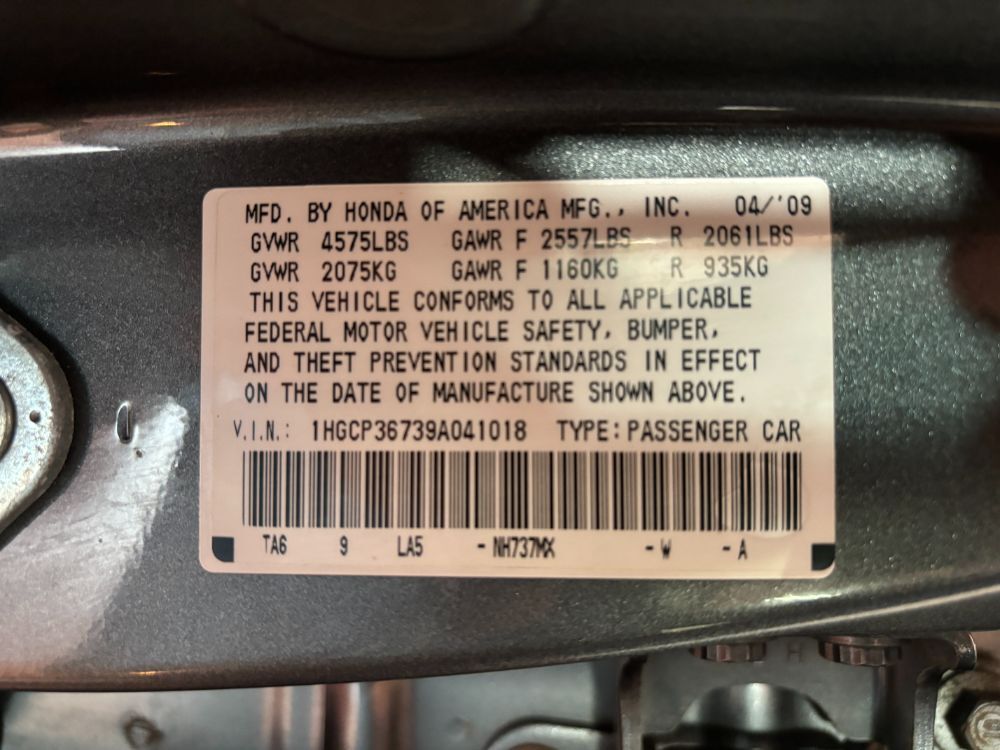 MFD. BY HONDA OF AMERICA MFG., INC. 04/'09
GVWR 4575LBS GAWR F 2557LBS R 2061LBS
GVWR 2075KG GAWR F 1160KG R 935KG
THIS VEHICLE CONFORMS TO ALL APPLICABLE
FEDERAL MOTOR VEHICLE SAFETY, BUMPER,
AND THEFT PREVENTION STANDARDS IN EFFECT
ON THE DATE OF MANUFACTURE SHOWN ABOVE.
V.I.N.: 1HGCP36739A041018 TYPE: PASSENGER CAR
TA6 9 LA5 - NH737MX - W - A